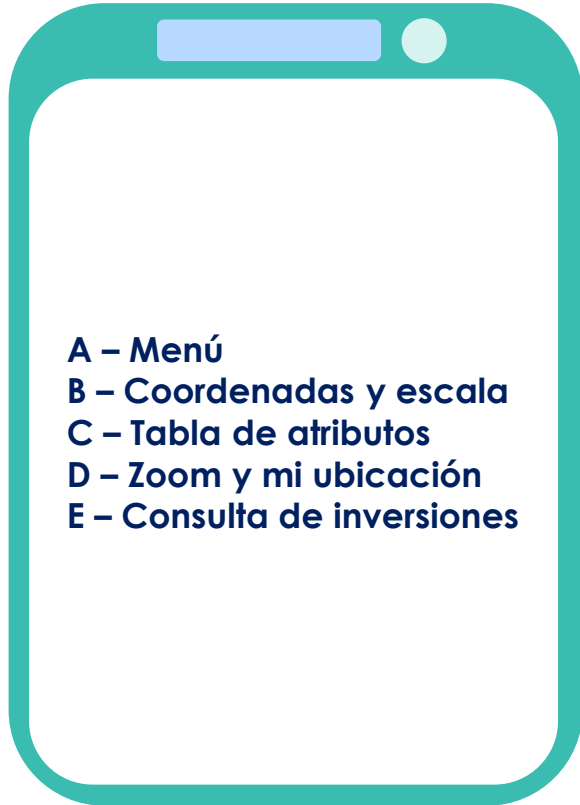 A – Menú
B – Coordenadas y escala
C – Tabla de atributos
D – Zoom y mi ubicación
E – Consulta de inversiones